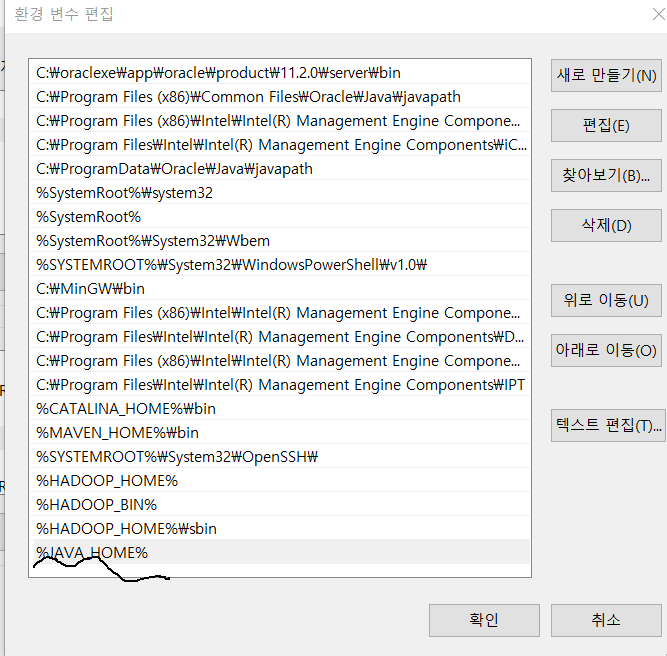 환경 변수 편집
C:₩oraclexe₩app₩oracle₩product₩11.2.0₩server₩bin
C:₩Program Files (x86)₩Common Files₩Oracle₩Java₩javapath
C:₩Program Files (x86)₩Intel₩Intel(R) Management Engine Compone...
C:₩Program Files₩Intel₩Intel(R) Management Engine Components₩iC...
C:₩ProgramData₩Oracle₩Java₩javapath
%SystemRoot%₩system32
%SystemRoot%
%SystemRoot%₩System32₩Wbem
%SYSTEMROOT%₩System32₩WindowsPowerShell₩v1.0₩
C:₩MinGW₩bin
C:₩Program Files (x86)₩Intel₩Intel(R) Management Engine Compone...
C:₩Program Files₩Intel₩Intel(R) Management Engine Components₩D...
C:₩Program Files (x86)₩Intel₩Intel(R) Management Engine Compone...
C:₩Program Files₩Intel₩Intel(R) Management Engine Components₩IPT
%CATALINA_HOME%₩bin
%MAVEN_HOME%₩bin
%SYSTEMROOT%₩System32₩OpenSSH₩
%HADOOP_HOME%
%HADOOP_BIN%
%HADOOP_HOME%₩sbin
%JAVA_HOME%
새로 만들기(N)
편집(E)
찾아보기(B)...
삭제(D)
위로 이동(U)
아래로 이동(O)
텍스트 편집(T)...
확인
취소